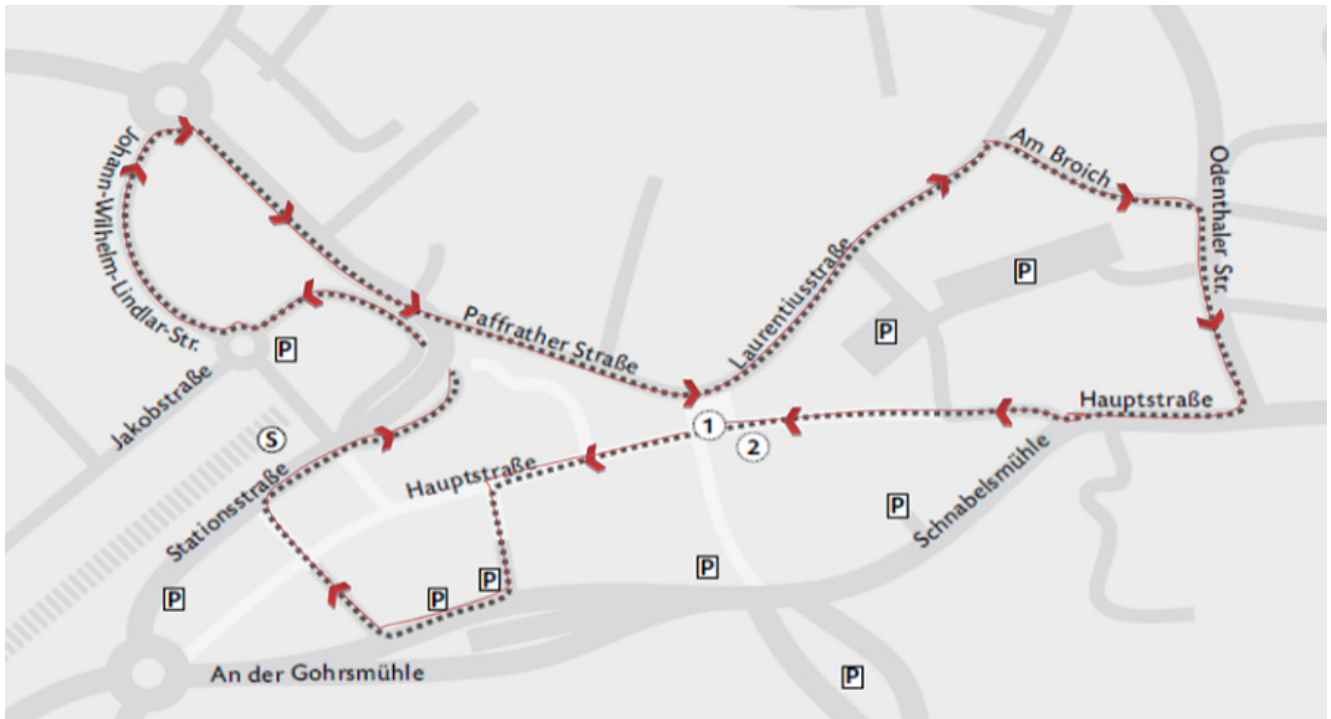 Johann-Wilhelm-Lindlar-Str.
Am Broich
Odenthaler Str.
Laurentiusstraße
P
Paffrather Straße
P
P
Jakobstraße
Hauptstraße
1
2
S
Hauptstraße
Stationsstraße
Schnabelsmühle
P
P
P
P
P
An der Gohrsmühle
P